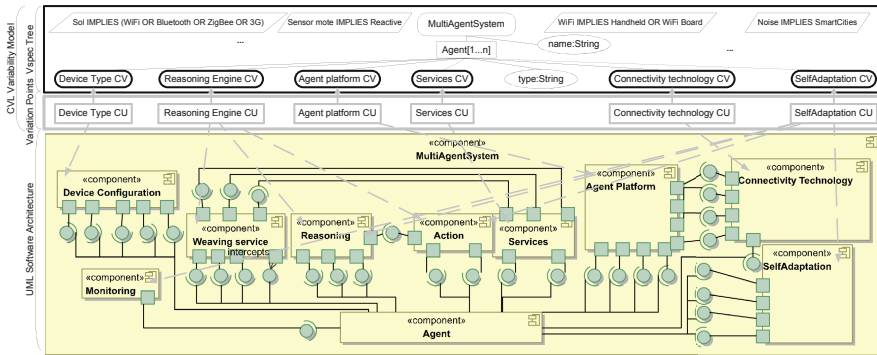 SoI IMPLIES (WiFi OR Bluetooth OR ZigBee OR 3G)
Sensor mote IMPLIES Reactive
MultiAgentSystem
WiFi IMPLIES Handheld OR WiFi Board
Noise IMPLIES SmartCities
...
name:String
...
Agent[1...n]
Device Type CV
Reasoning Engine CV
Agent platform CV
Services CV
type:String
Connectivity technology CV
SelfAdaptation CV
Device Type CU
Reasoning Engine CU
Agent platform CU
Services CU
Connectivity technology CU
SelfAdaptation CU
CVL Variability Model
Vspec Tree
Variation Points
UML Software Architecture
«component»
MultiAgentSystem
«component»
Device Configuration
«component»
Agent Platform
«component»
Connectivity Technology
«component»
Weaving service
intercepts
«component»
Reasoning
«component»
Action
«component»
Services
«component»
SelfAdaptation
«component»
Monitoring
«component»
Agent